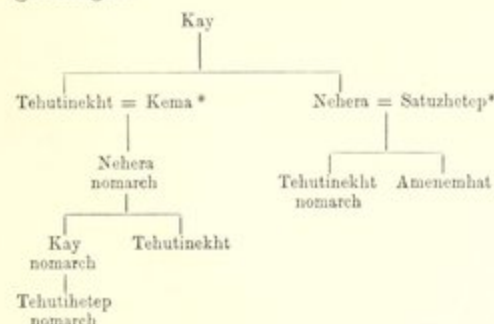 Kay
Tehutinekht = Kema * Nehera = Satuzhetep*
Nehera
nomarch
Tehutinekht Amenemhat
nomarch
Kay Tehutinekht
nomarch
Tehutihetep
nomarch